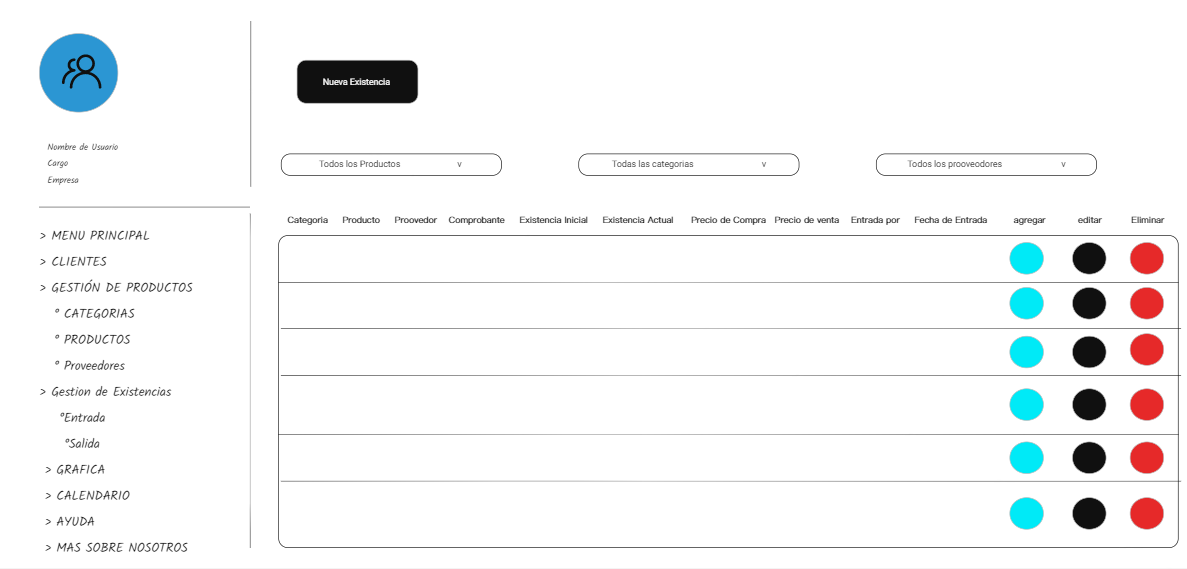 Nombre de Usuario
Cargo
Empresa
> MENU PRINCIPAL
> CLIENTES
> GESTIÓN DE PRODUCTOS
° CATEGORIAS
° PRODUCTOS
° Proveedores
> Gestion de Existencias
°Entrada
°Salida
> GRAFICA
> CALENDARIO
> AYUDA
> MAS SOBRE NOSOTROS
Nueva Existencia
Todos los Productos v
Todas las categorias v
Todos los prooveedores v
Categoria Producto Proovedor Comprobante Existencia Inicial Existencia Actual Precio de Compra Precio de venta Entrada por Fecha de Entrada agregar editar Eliminar